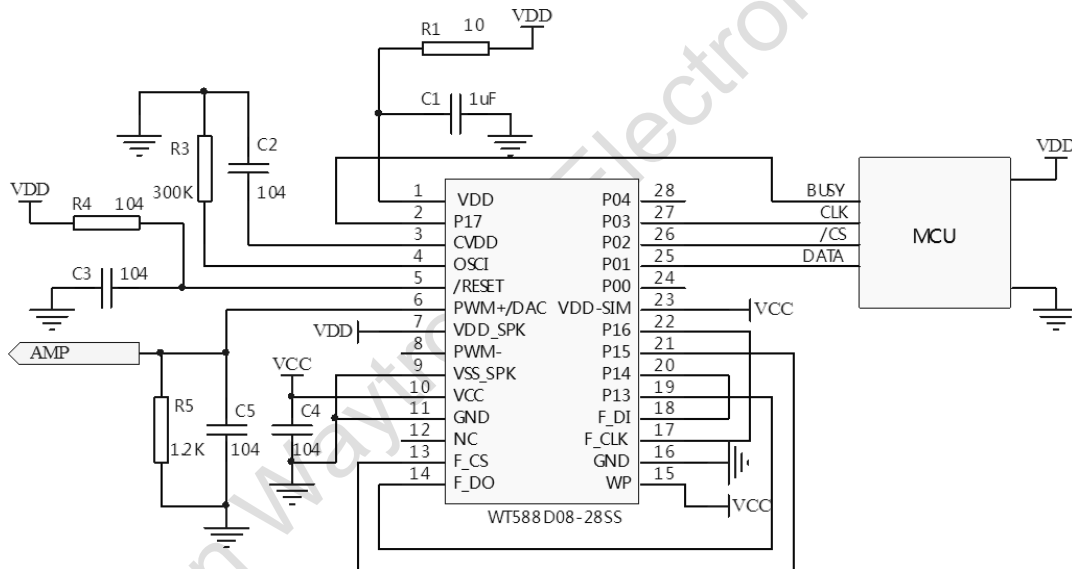 R1 10 VDD
C1 1uF
R3 C2
300K 104
VDD
R4 104
C3 104
VDD
BUSY
CLK
/CS
DATA
MCU
1 VDD P04 28
2 P17 P03 27
3 CVDD P02 26
4 OSCI P01 25
5 /RESET P00 24
6 PWM+/DAC VDD-SIM 23 VCC
VDD 7 VDD_SPK P16 22
8 PWM- P15 21
9 VSS_SPK P14 20
10 VCC P13 19
11 GND F_DI 18
12 NC F_CLK 17
13 F_CS GND 16
14 F_DO WP 15 VCC
WT588D08-28SS
AMP
VCC
R5 C5 C4
1.2K 104 104
Electron
Waytro
n